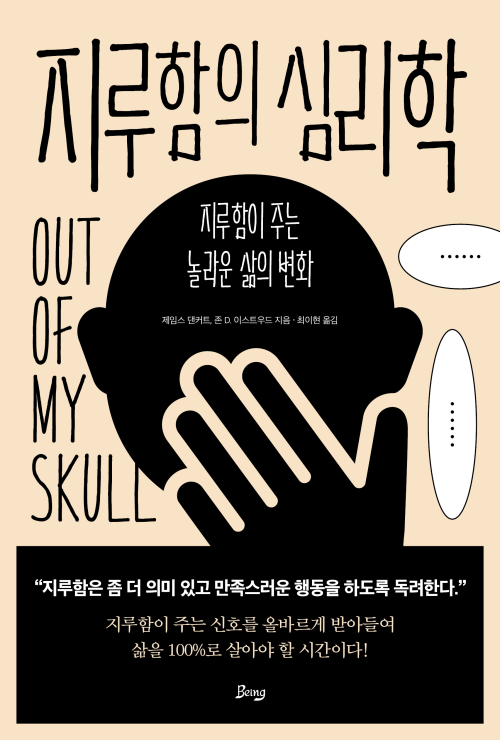 지루함의 심리학
지루함이 주는
놀라운 삶의 변화
제임스 댄커트, 존 D. 이스트우드 지음 · 최이현 옮김
OUT
OF
MY
SKULL
......
......
“지루함은 좀 더 의미 있고 만족스러운 행동을 하도록 독려한다.”
지루함이 주는 신호를 올바르게 받아들여
삶을 100%로 살아야 할 시간이다!
Being